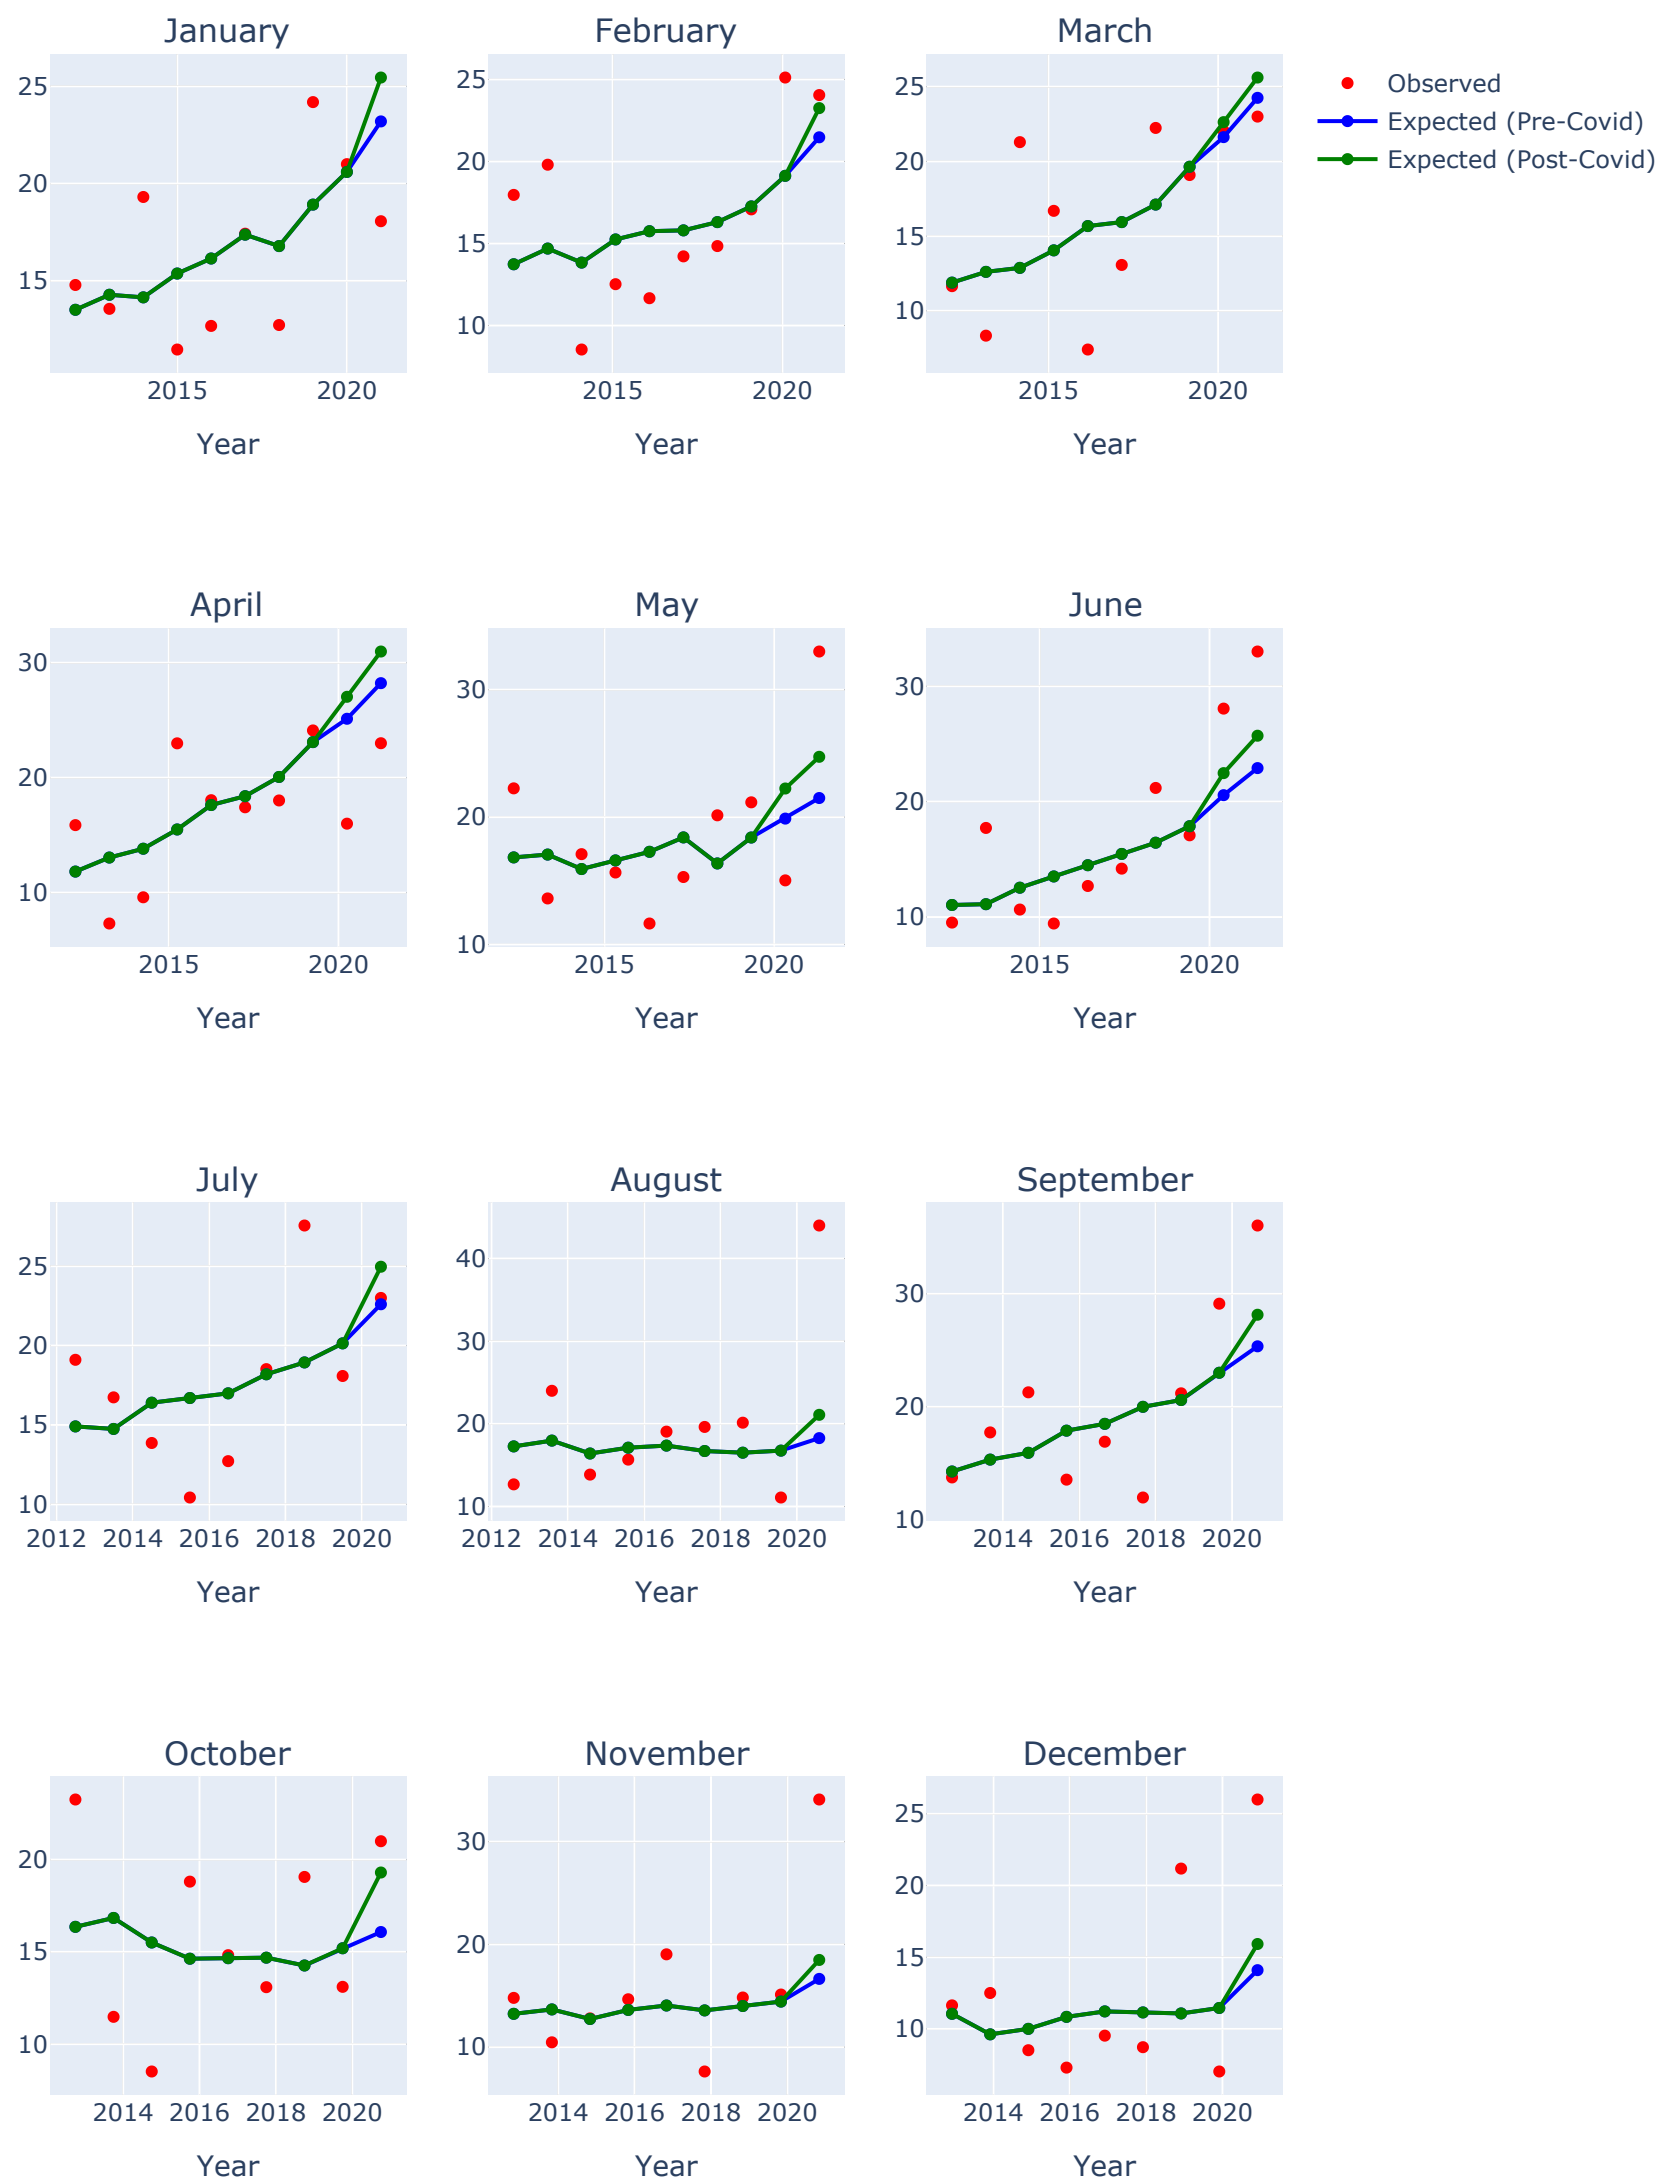 January
February
March
25
20
15
2015
2020
Year
25
20
15
10
2015
2020
Year
25
20
15
10
2015
2020
Year
Observed
Expected (Pre-Covid)
Expected (Post-Covid)
April
May
June
30
20
10
2015
2020
Year
30
20
10
2015
2020
Year
30
20
10
2015
2020
Year
July
August
September
25
20
15
10
2012
2014
2016
2018
2020
Year
40
30
20
10
2012
2014
2016
2018
2020
Year
30
20
10
2014
2016
2018
2020
Year
October
November
December
20
15
10
2014
2016
2018
2020
Year
30
20
10
2014
2016
2018
2020
Year
25
20
15
10
2014
2016
2018
2020
Year